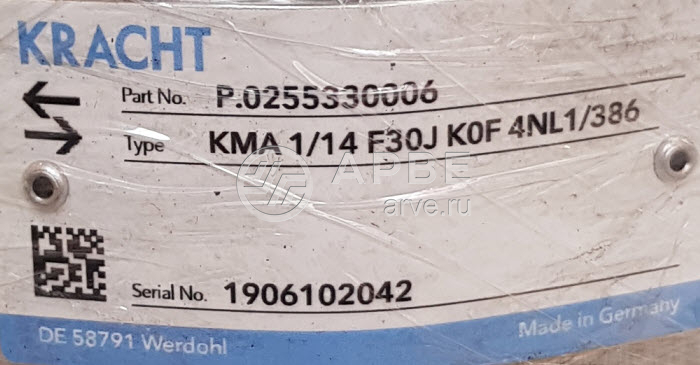 KRACHT
Part No. P.0255330006
Type KMA 1/14 F30J K0F 4NL1/386
АРВЕ
arve.ru
Serial No. 1906102042
DE 58791 Werdohl
Made in Germany